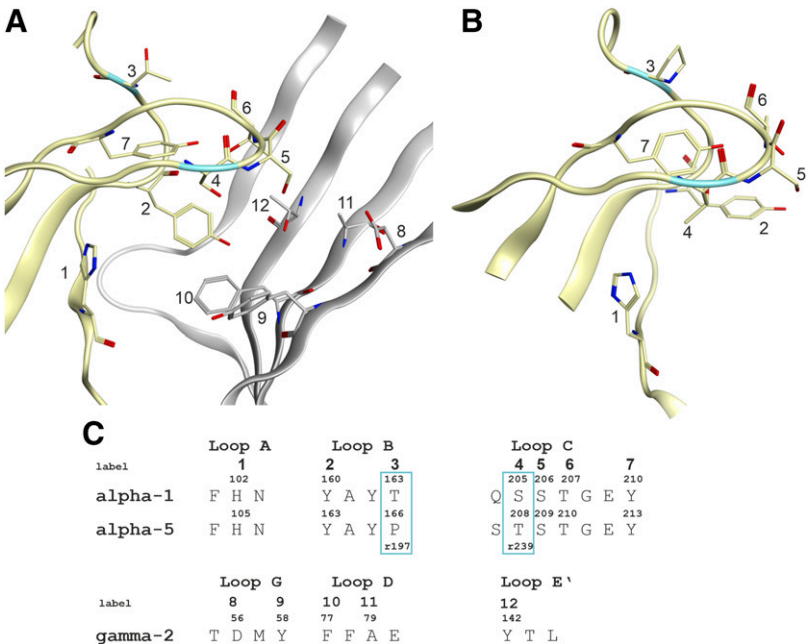 A
B
3
6
7
4
5
2
12
11
8
1
10
9
3
6
7
5
4
2
1
C
Loop A Loop B Loop C
label 1 2 3 4 5 6 7
102 160 163 205 206 207 210
alpha-1 F H N Y A Y T Q S S T G E Y
105 163 166 208 209 210 213
alpha-5 F H N Y A Y P S T S T G E Y
r197 r239
Loop G Loop D Loop E'
label 8 9 10 11 12
56 58 77 79 142
gamma-2 T D M Y F F A E Y T L